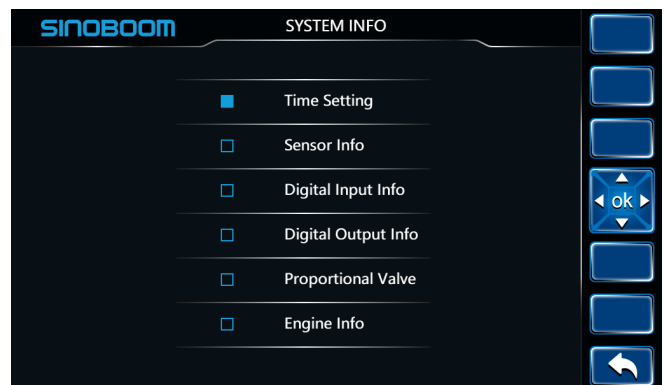 SINOBOOM
SYSTEM INFO
Time Setting
Sensor Info
Digital Input Info
Digital Output Info
Proportional Valve
Engine Info
ok